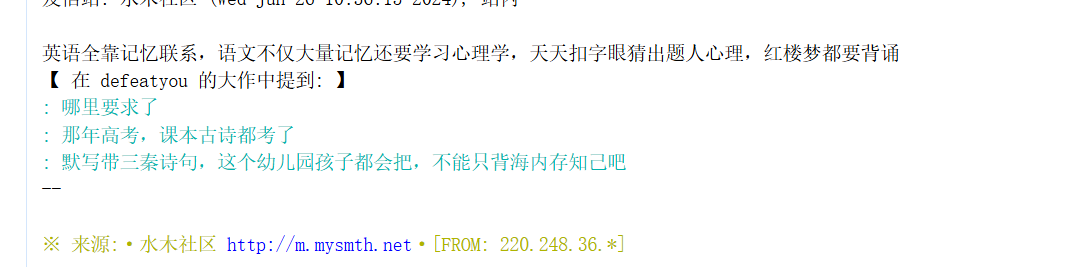 发信站: 水木社区 (Wed Jun 26 10:36:15 2024), 站内
英语全靠记忆联系，语文不仅大量记忆还要学习心理学，天天扣字眼猜出题人心理，红楼梦都要背诵
【 在 defeatyou 的大作中提到: 】
: 哪里要求了
: 那年高考，课本古诗都考了
: 默写带三秦诗句，这个幼儿园孩子都会把，不能只背海内存知己吧
--
※ 来源:·水木社区 http://m.mysmth.net·[FROM: 220.248.36.*]